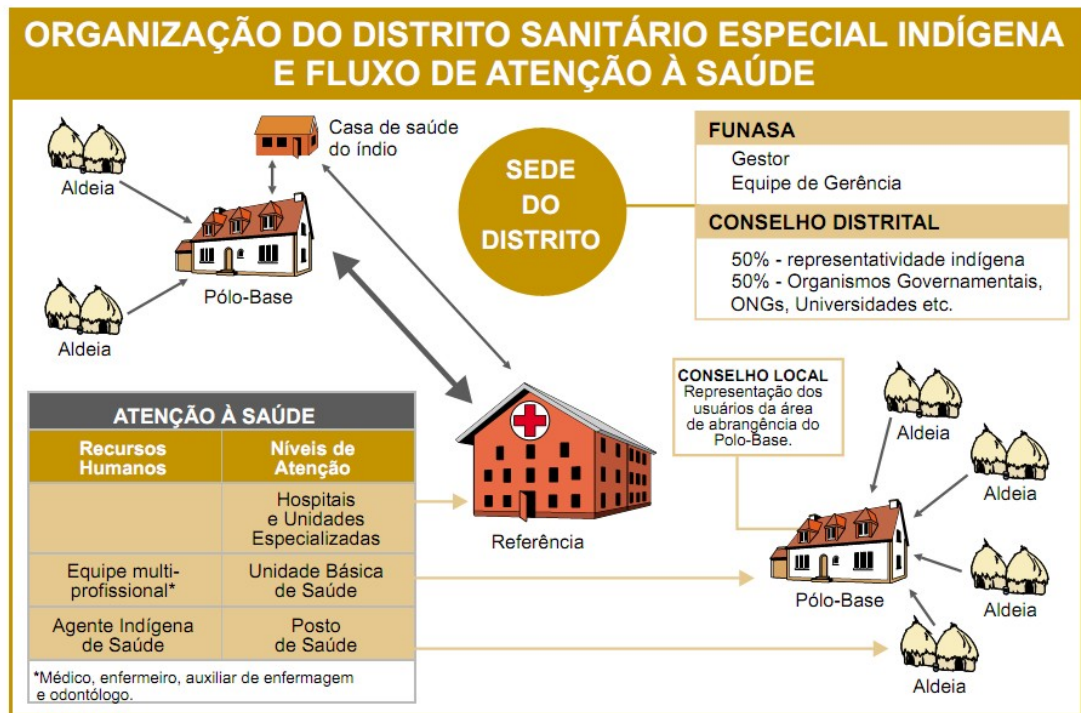 ORGANIZAÇÃO DO DISTRITO SANITÁRIO ESPECIAL INDÍGENA
E FLUXO DE ATENÇÃO À SAÚDE
Aldeia
Casa de saúde
do índio
Pólo-Base
Aldeia
SEDE
DO
DISTRITO
FUNASA
Gestor
Equipe de Gerência
CONSELHO DISTRITAL
50% - representatividade indígena
50% - Organismos Governamentais,
ONGs, Universidades etc.
ATENÇÃO À SAÚDE
Recursos
Humanos
Níveis de
Atenção
Hospitais
e Unidades
Especializadas
Equipe multi-
profissional*
Unidade Básica
de Saúde
Agente Indígena
de Saúde
Posto
de Saúde
*Médico, enfermeiro, auxiliar de enfermagem
e odontólogo.
Referência
CONSELHO LOCAL
Representação dos
usuários da área
de abrangência do
Polo-Base.
Aldeia
Aldeia
Pólo-Base
Aldeia
Aldeia